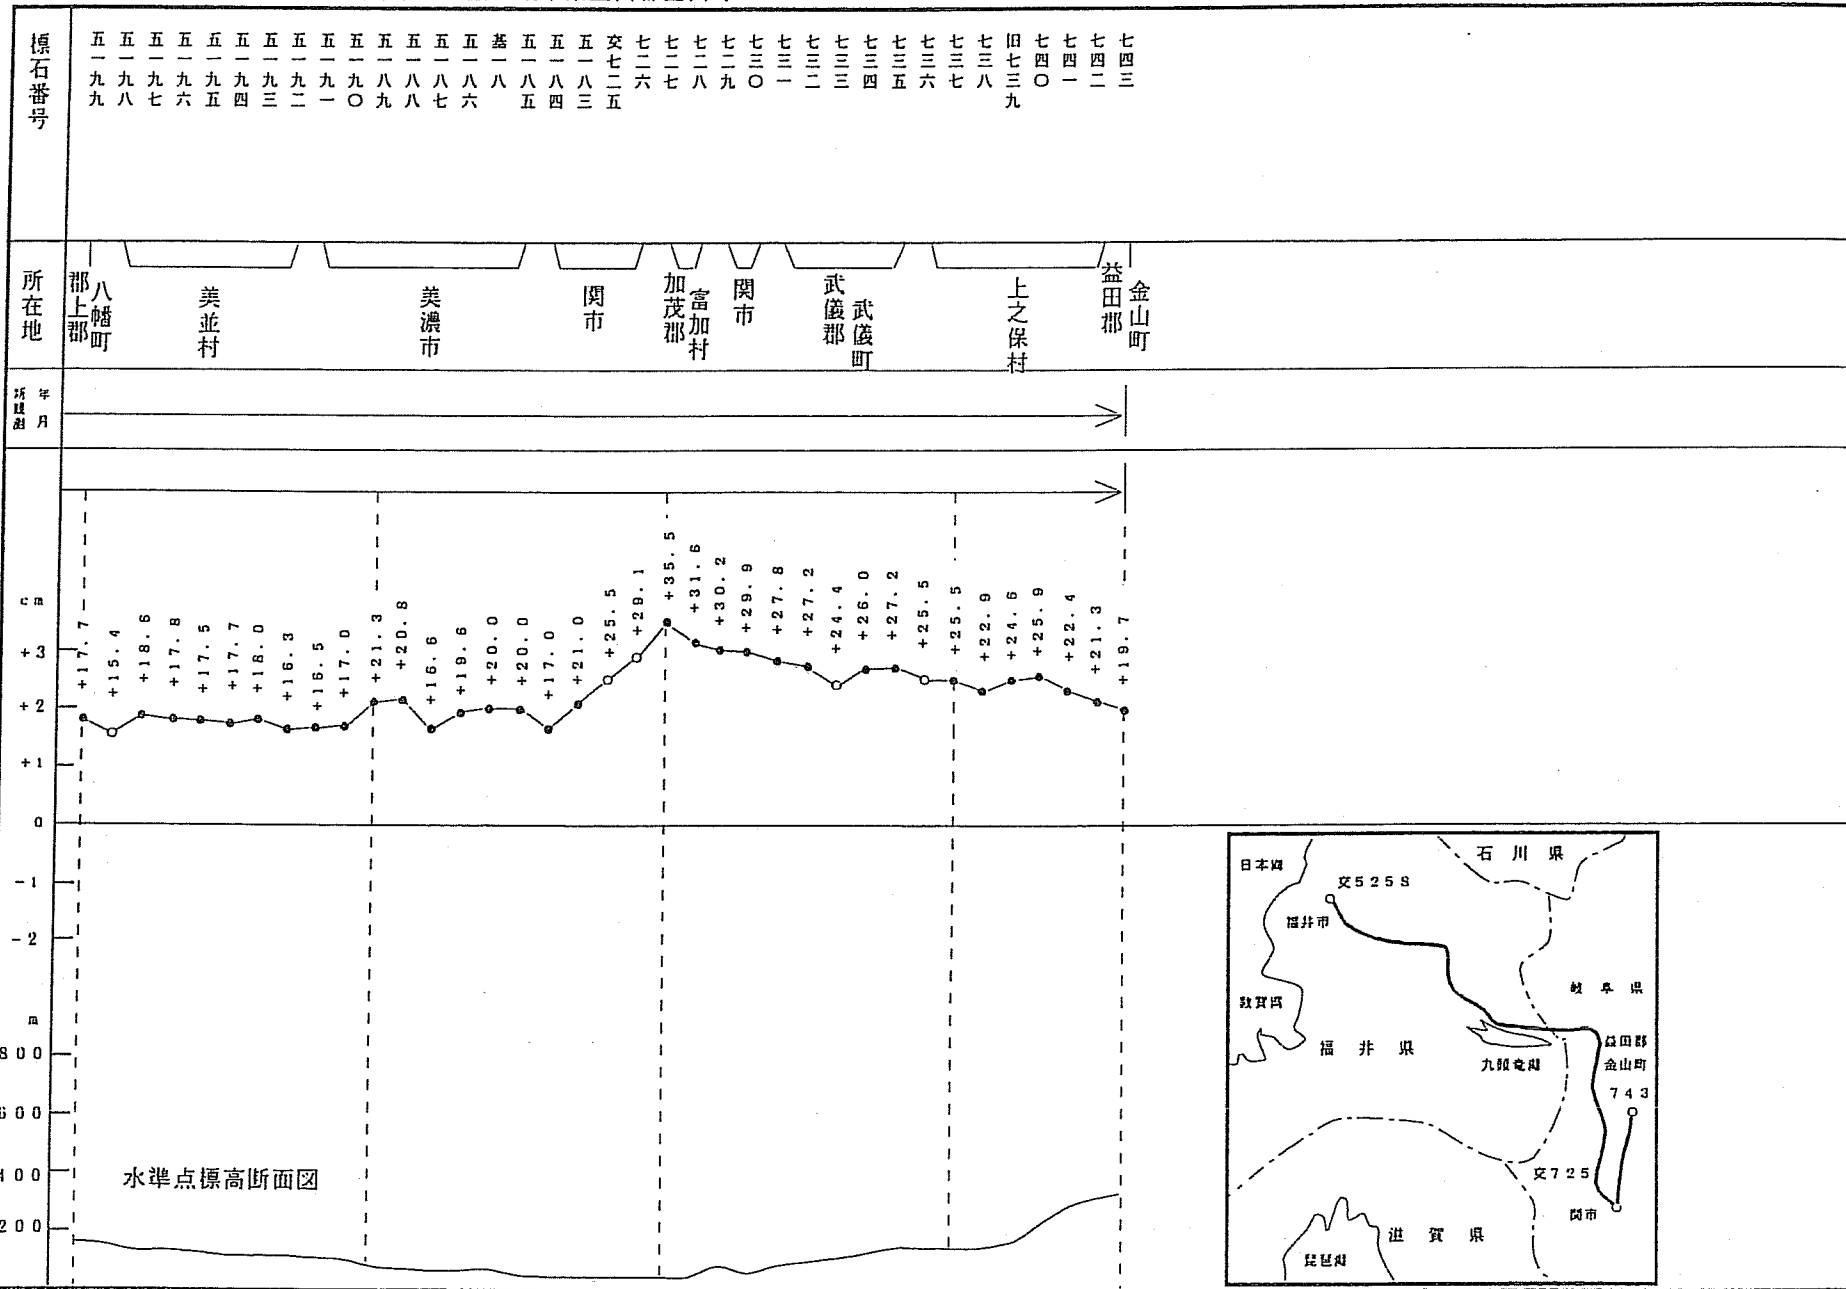 標石番号
五一九九
五一九八
五一九七
五一九六
五一九五
五一九四
五一九三
五一九二
五一九一
五一九〇
五一八九
五一八八
五一八七
五一八六
基一八
五一八五
五一八四
五一八三
交七二五
七二六
七二七
七二八
七二九
七三〇
七三一
七三二
七三三
七三四
七三五
七三六
七三七
七三八
旧七三九
七四〇
七四一
七四二
七四三
所在地
郡上郡
八幡町
美並村
美濃市
関市
加茂郡
富加村
関市
武儀郡
武儀町
上之保村
益田郡
金山町
年月
cm
+3
+2
+1
0
-1
-2
m
800
600
400
200
+17.7
+15.4
+18.6
+17.8
+17.5
+17.7
+18.0
+16.3
+16.5
+17.0
+21.3
+20.8
+16.6
+19.6
+20.0
+20.0
+17.0
+21.0
+25.5
+29.1
+35.5
+31.6
+30.2
+29.9
+27.8
+27.2
+24.4
+26.0
+27.2
+25.5
+25.5
+22.9
+24.6
+25.9
+22.4
+21.3
+19.7
水準点標高断面図
日本海
石川県
交525S
福井市
岐阜県
敦賀湾
福井県
九頭竜湖
益田郡
金山町
743
交725
関市
滋賀県
琵琶湖